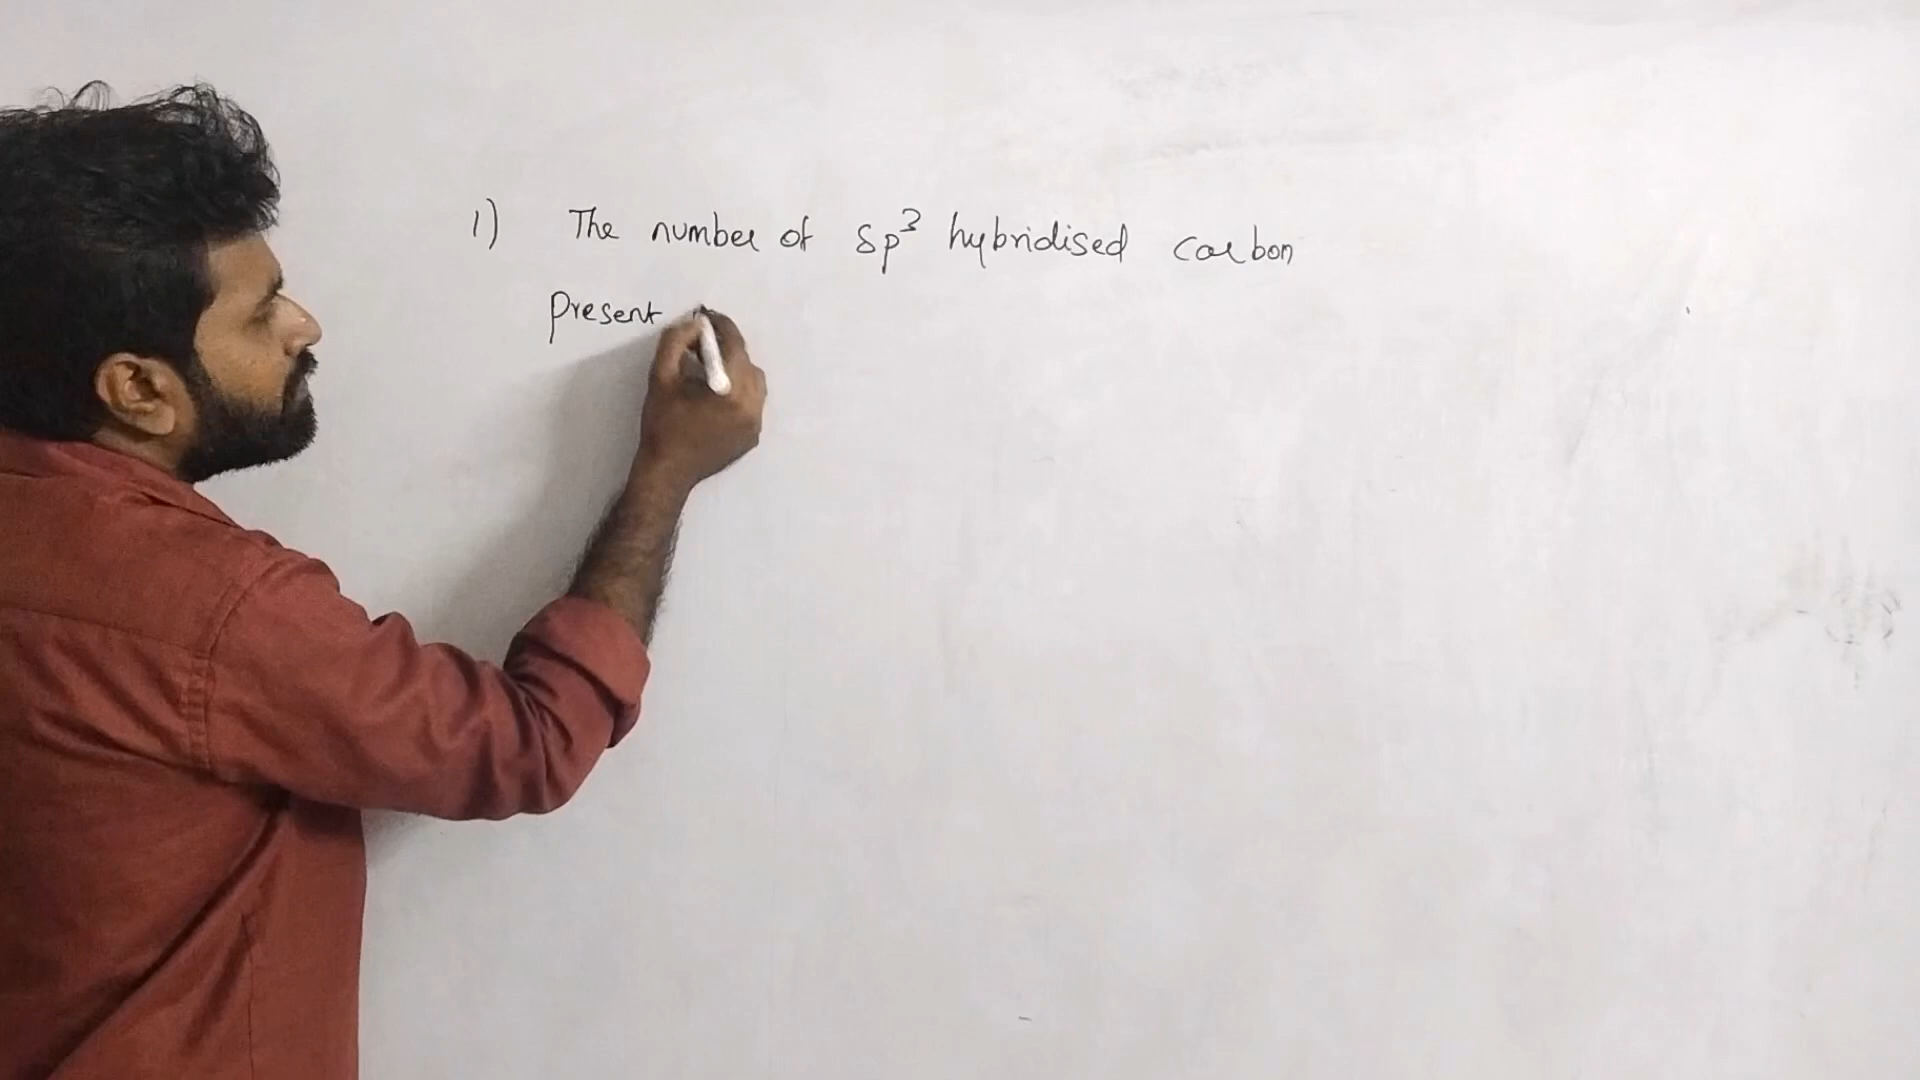 1) The number of sp³ hybridised carbon
Present